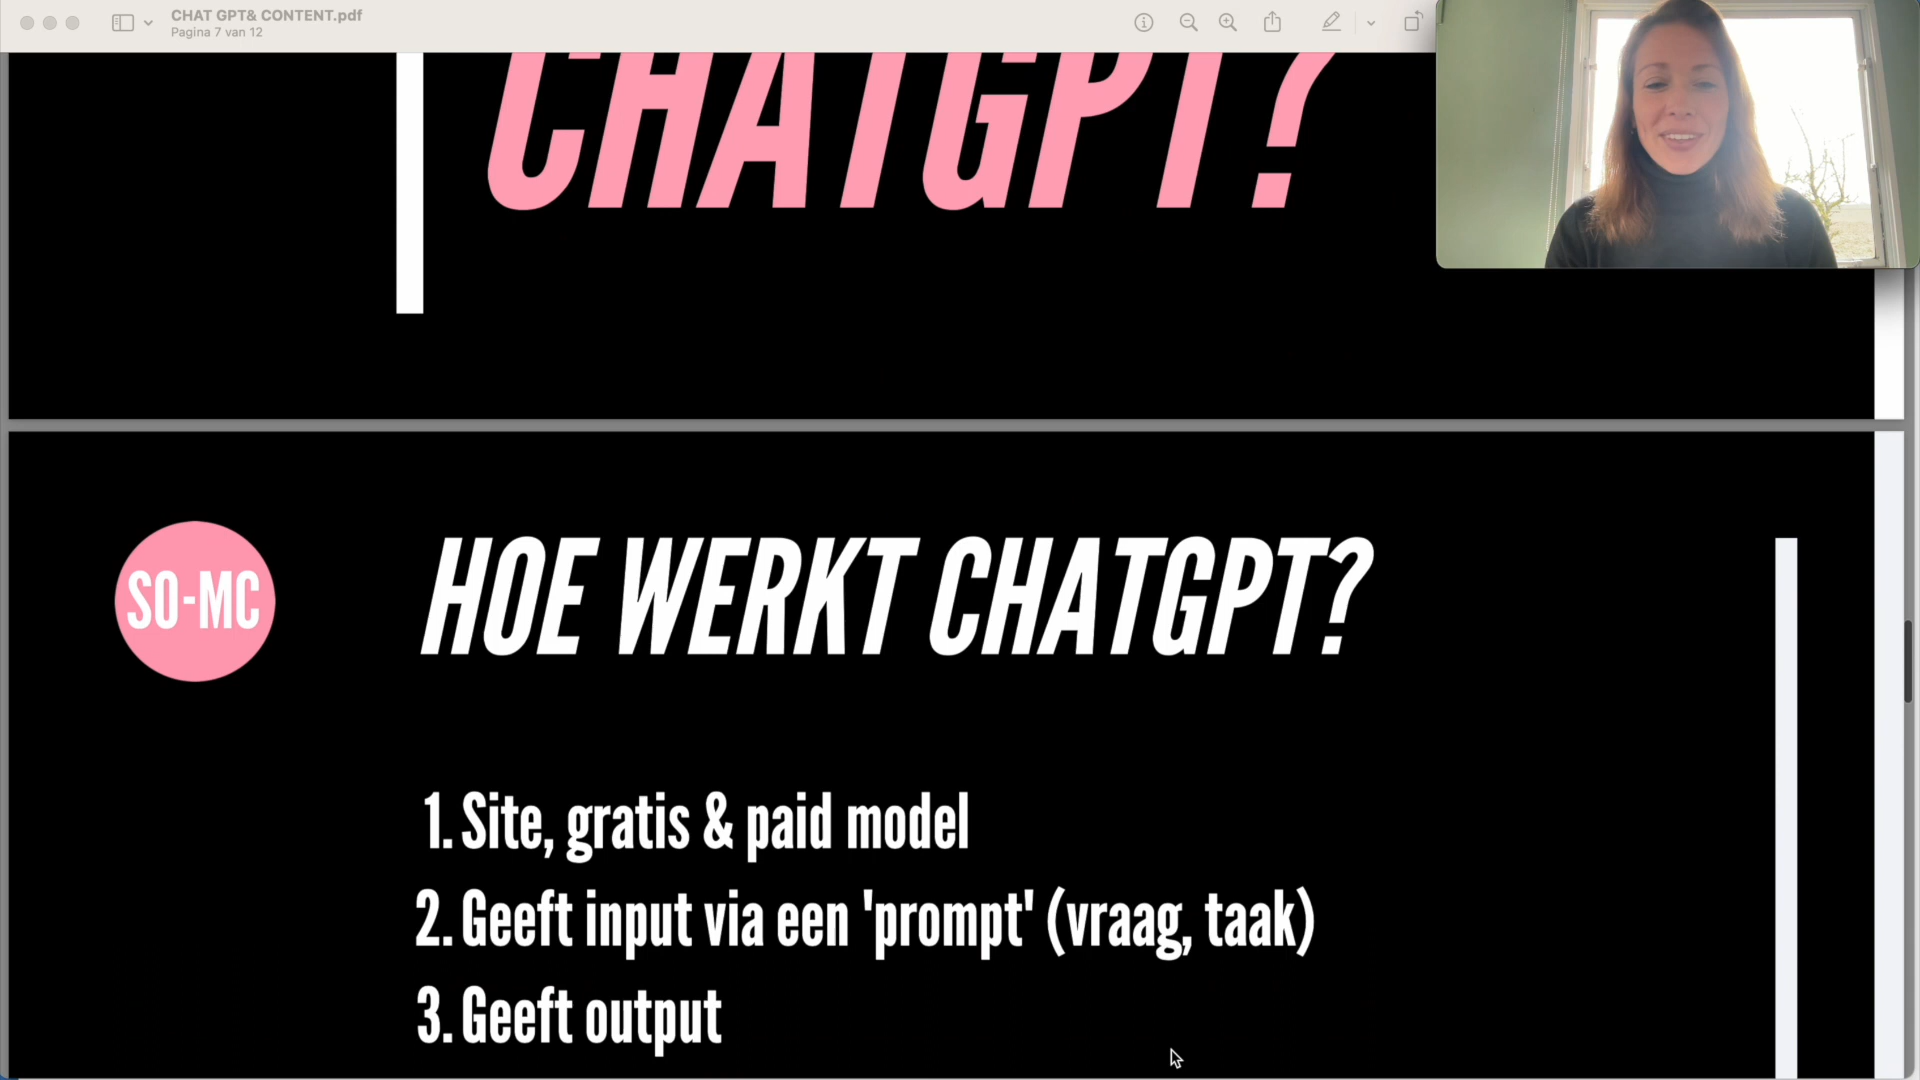 CHAT GPT& CONTENT.pdf
Pagina 7 van 12
CHATGPT?
SO-MC
HOE WERKT CHATGPT?
1. Site, gratis & paid model
2. Geeft input via een 'prompt' (vraag, taak)
3. Geeft output